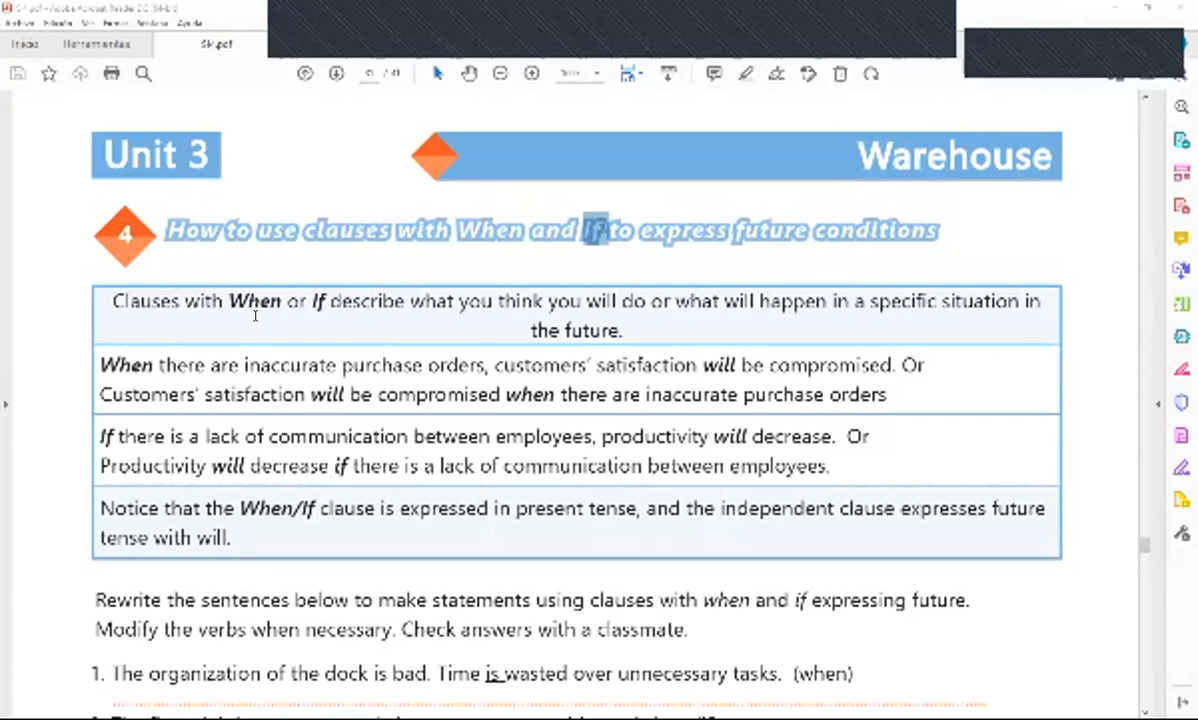 Inicio Herramientas
Unit 3
Warehouse
4 How to use clauses with When and If to express future conditions
Clauses with When or If describe what you think you will do or what will happen in a specific situation in
the future.
When there are inaccurate purchase orders, customers' satisfaction will be compromised. Or
Customers' satisfaction will be compromised when there are inaccurate purchase orders
If there is a lack of communication between employees, productivity will decrease. Or
Productivity will decrease if there is a lack of communication between employees.
Notice that the When/If clause is expressed in present tense, and the independent clause expresses future
tense with will.
Rewrite the sentences below to make statements using clauses with when and if expressing future.
Modify the verbs when necessary. Check answers with a classmate.
1. The organization of the dock is bad. Time is wasted over unnecessary tasks. (when)